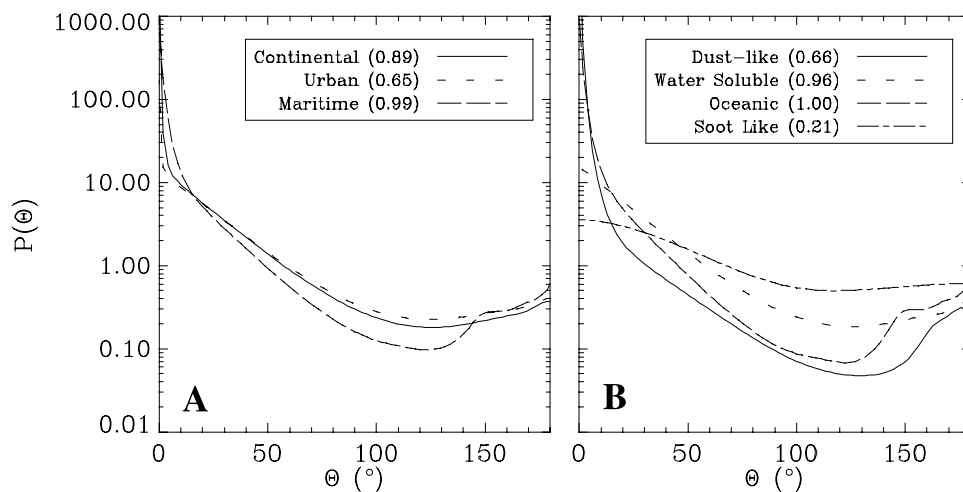 1000.00
100.00
10.00
1.00
0.10
0.01
P(Θ)
Continental (0.89)
Urban (0.65)
Maritime (0.99)
A
0 50 100 150
Θ (°)
Dust-like (0.66)
Water Soluble (0.96)
Oceanic (1.00)
Soot Like (0.21)
B
0 50 100 150
Θ (°)